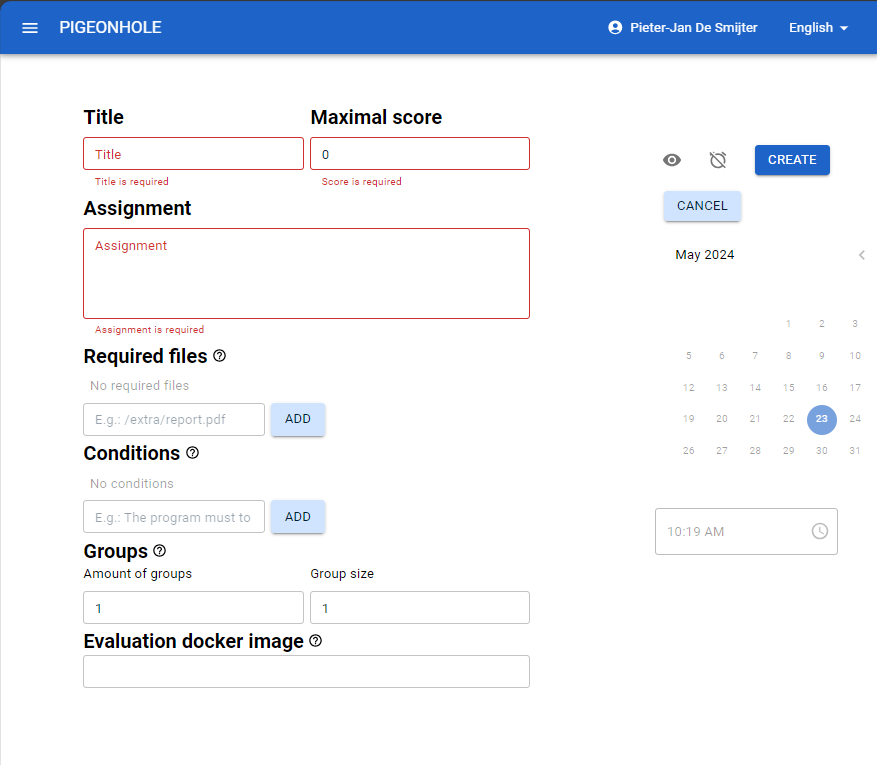 PIGEONHOLE
Pieter-Jan De Smijter
English
Title
Maximal score
Title
0
Title is required
Score is required
CREATE
CANCEL
Assignment
Assignment
Assignment is required
May 2024
1 2 3
5 6 7 8 9 10
12 13 14 15 16 17
19 20 21 22 23 24
26 27 28 29 30 31
10:19 AM
Required files
No required files
E.g.: /extra/report.pdf
ADD
Conditions
No conditions
E.g.: The program must to
ADD
Groups
Amount of groups
Group size
1
1
Evaluation docker image